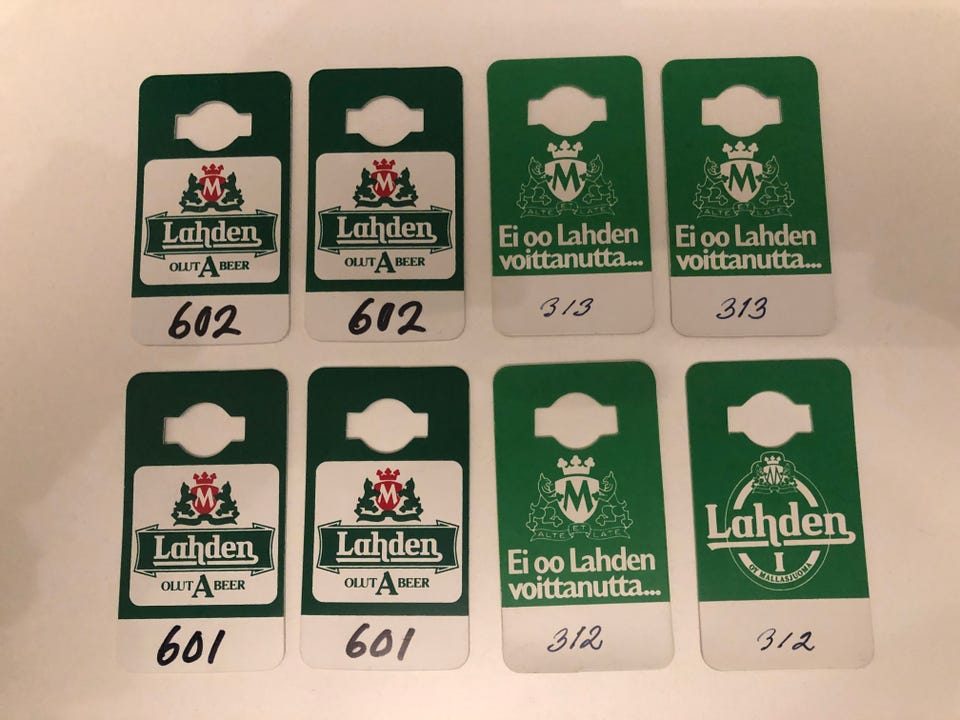 M
Lahden
OLUT A BEER
602
M
Lahden
OLUT A BEER
602
M
ALTE ET LATE
Ei oo Lahden
voittanutta...
313
M
ALTE ET LATE
Ei oo Lahden
voittanutta...
313
M
Lahden
OLUT A BEER
601
M
Lahden
OLUT A BEER
601
M
ALTE ET LATE
Ei oo Lahden
voittanutta...
312
M
Lahden
I
OY MALLASJUOMA
312